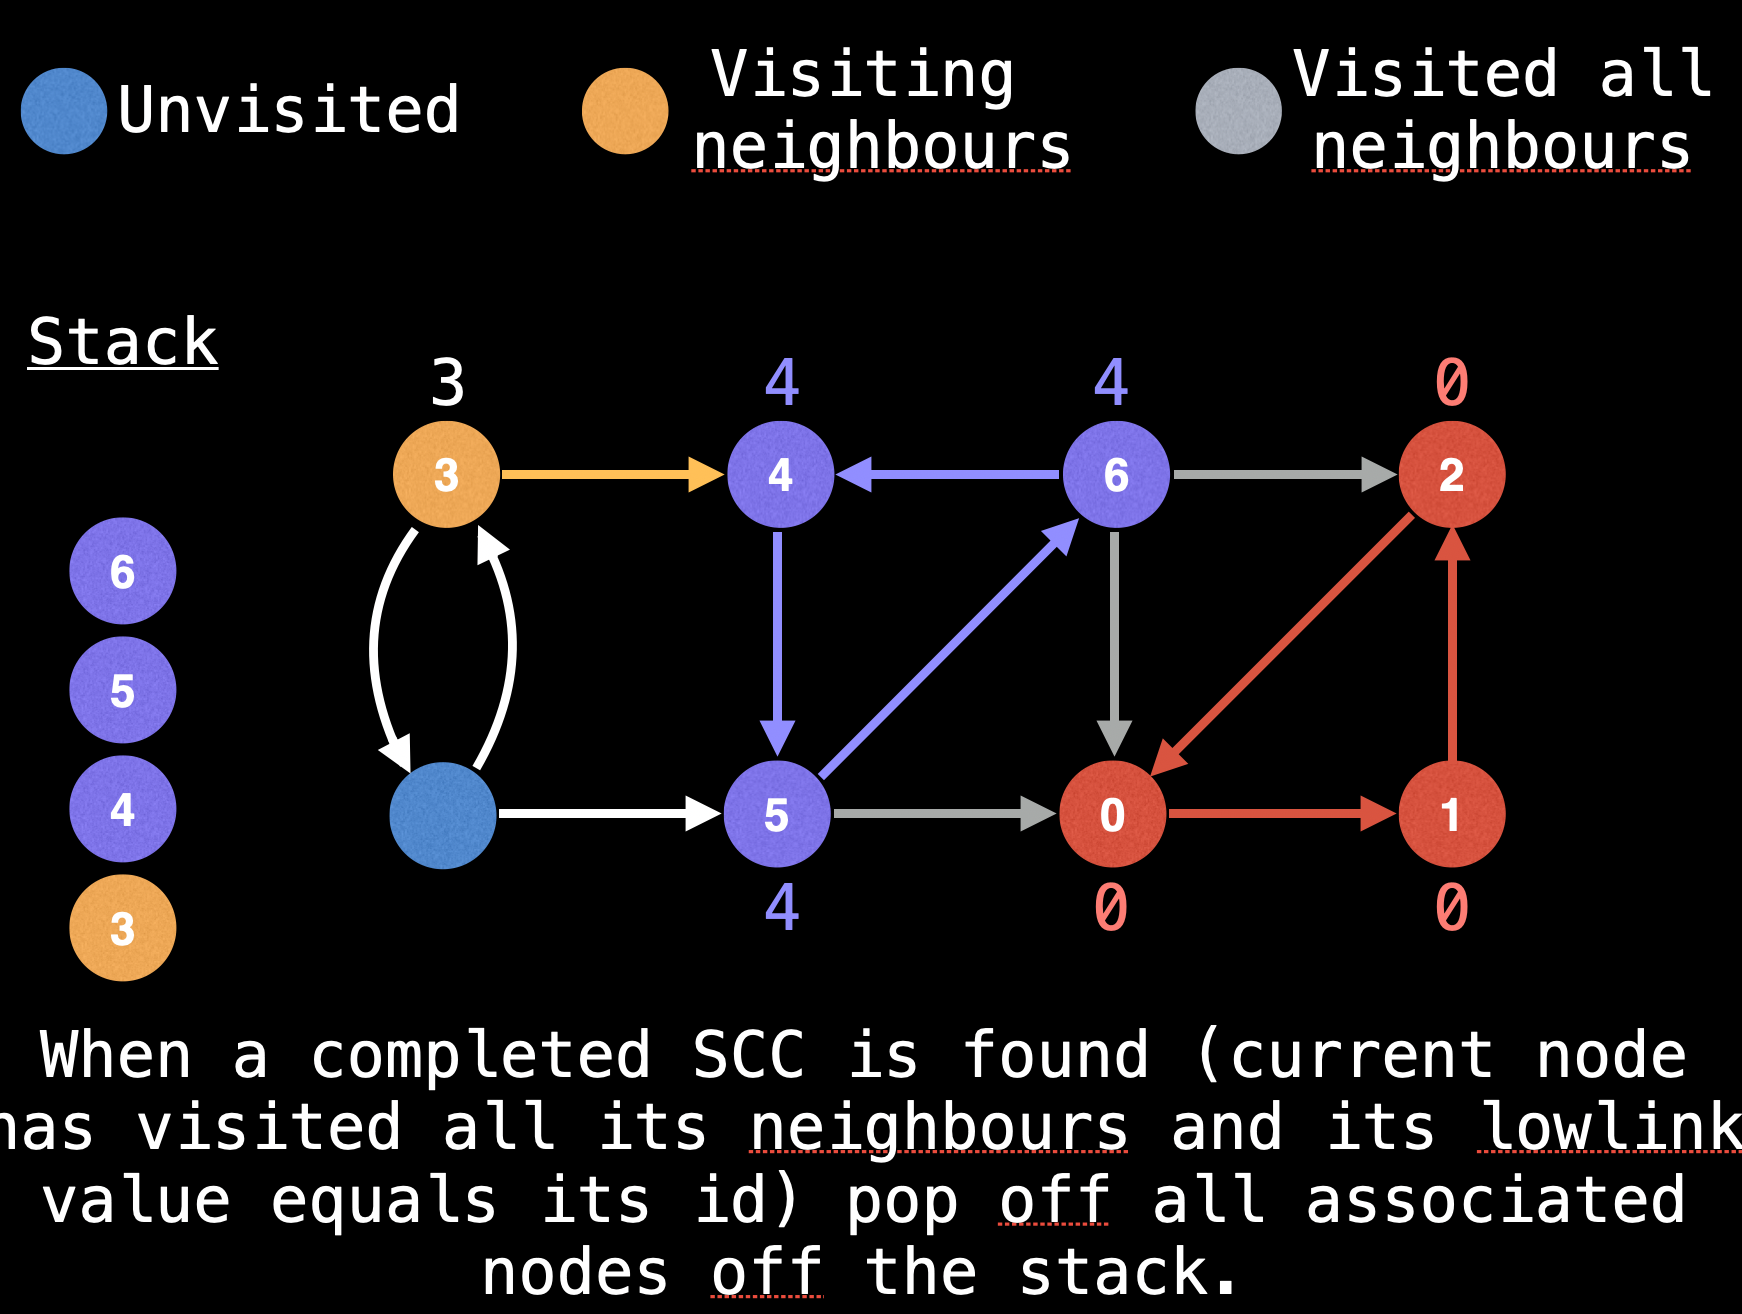 Unvisited
Visiting
neighbours
Visited all
neighbours
Stack
3 4 4 0
3 4 6 2
6
5
4
3
5 0 1
4 0 0
When a completed SCC is found (current node
has visited all its neighbours and its lowlink
value equals its id) pop off all associated
nodes off the stack.